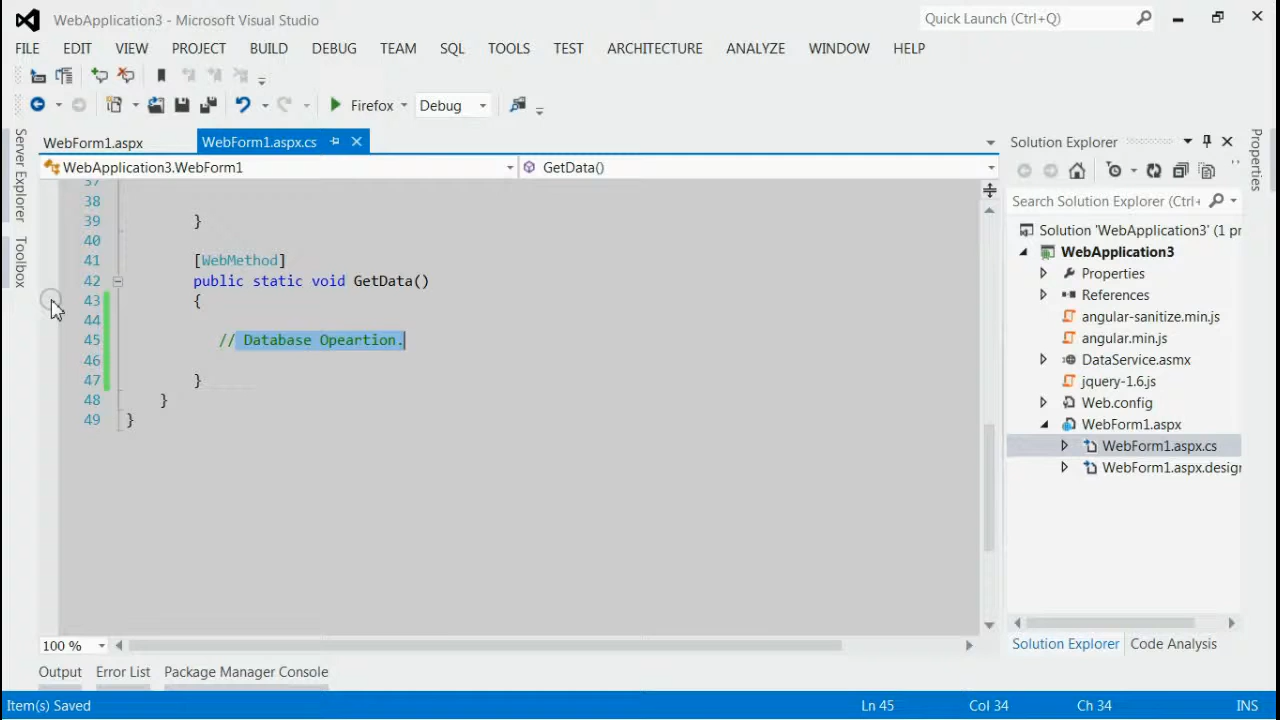 WebApplication3 - Microsoft Visual Studio
Quick Launch (Ctrl+Q)
FILE EDIT VIEW PROJECT BUILD DEBUG TEAM SQL TOOLS TEST ARCHITECTURE ANALYZE WINDOW HELP
Firefox Debug
Server Explorer
Toolbox
WebForm1.aspx WebForm1.aspx.cs
WebApplication3.WebForm1 GetData()
37
38
39 }
40
41 [WebMethod]
42 public static void GetData()
43 {
44
45 // Database Opeartion.
46
47 }
48 }
49 }
100 %
Output Error List Package Manager Console
Solution Explorer
Search Solution Explorer (Ctrl+
Solution 'WebApplication3' (1 pr
WebApplication3
Properties
References
angular-sanitize.min.js
angular.min.js
DataService.asmx
jquery-1.6.js
Web.config
WebForm1.aspx
WebForm1.aspx.cs
WebForm1.aspx.design
Solution Explorer Code Analysis
Properties
Item(s) Saved Ln 45 Col 34 Ch 34 INS